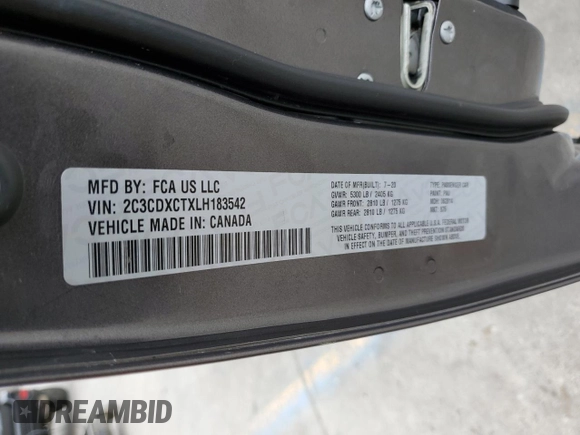 MFD BY: FCA US LLC
VIN: 2C3CDXCTXLH183542
VEHICLE MADE IN: CANADA
DATE OF MFR(BUILT): 7-20
GVWR: 5300 LB / 2405 KG
GAWR FRONT: 2810 LB / 1275 KG
GAWR REAR: 2810 LB / 1275 KG
TYPE: PASSENGER CAR
THIS VEHICLE CONFORMS TO ALL APPLICABLE U.S.A. FEDERAL MOTOR
VEHICLE SAFETY, BUMPER, AND THEFT PREVENTION STANDARDS
IN EFFECT ON THE DATE OF MANUFACTURE SHOWN ABOVE.
DREAMBID